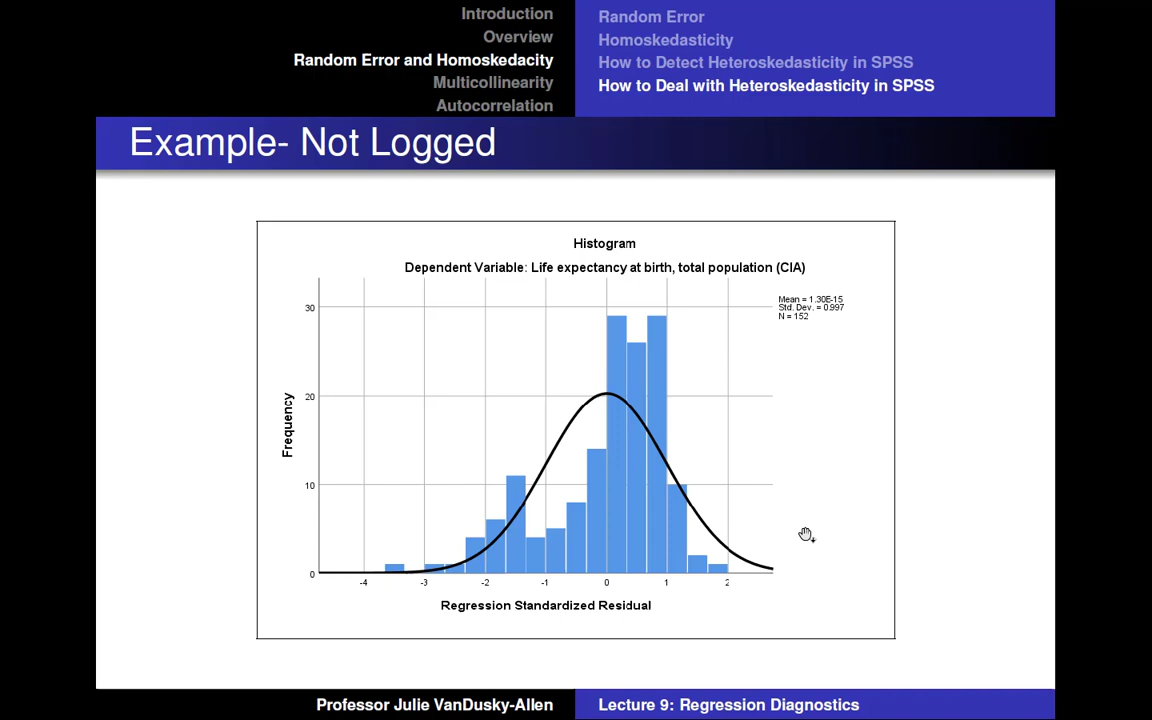 Introduction
Overview
Random Error and Homoskedacity
Multicollinearity
Autocorrelation
Random Error
Homoskedasticity
How to Detect Heteroskedasticity in SPSS
How to Deal with Heteroskedasticity in SPSS
Example- Not Logged
Histogram
Dependent Variable: Life expectancy at birth, total population (CIA)
Mean = 1.30E-15
Std. Dev. = 0.997
N = 152
Frequency
30
20
10
0
-4 -3 -2 -1 0 1 2
Regression Standardized Residual
Professor Julie VanDusky-Allen
Lecture 9: Regression Diagnostics